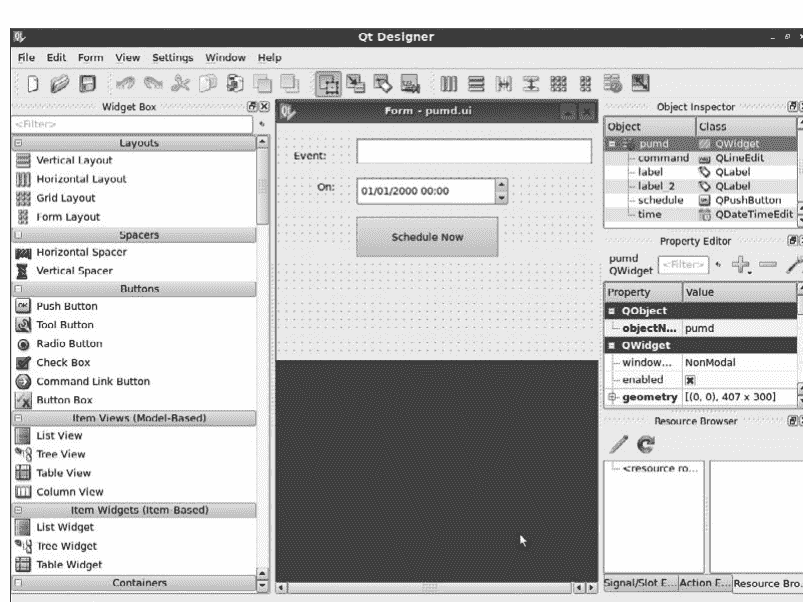 Qt Designer
File Edit Form View Settings Window Help
Widget Box
<Filter>
Layouts
Vertical Layout
Horizontal Layout
Grid Layout
Form Layout
Spacers
Horizontal Spacer
Vertical Spacer
Buttons
Push Button
Tool Button
Radio Button
Check Box
Command Link Button
Button Box
Item Views (Model-Based)
List View
Tree View
Table View
Column View
Item Widgets (Item-Based)
List Widget
Tree Widget
Table Widget
Containers
Form - pumd.ui
Event:
On: 01/01/2000 00:00
Schedule Now
Object Inspector
Object Class
pumd QWidget
command QLineEdit
label QLabel
label_2 QLabel
schedule QPushButton
time QDateTimeEdit
Property Editor
pumd
QWidget
<Filter>
Property Value
QObject
objectN... pumd
QWidget
window... NonModal
enabled
geometry [(0, 0), 407 x 300]
Resource Browser
<resource ro...
Signal/Slot E... Action E... Resource Bro...